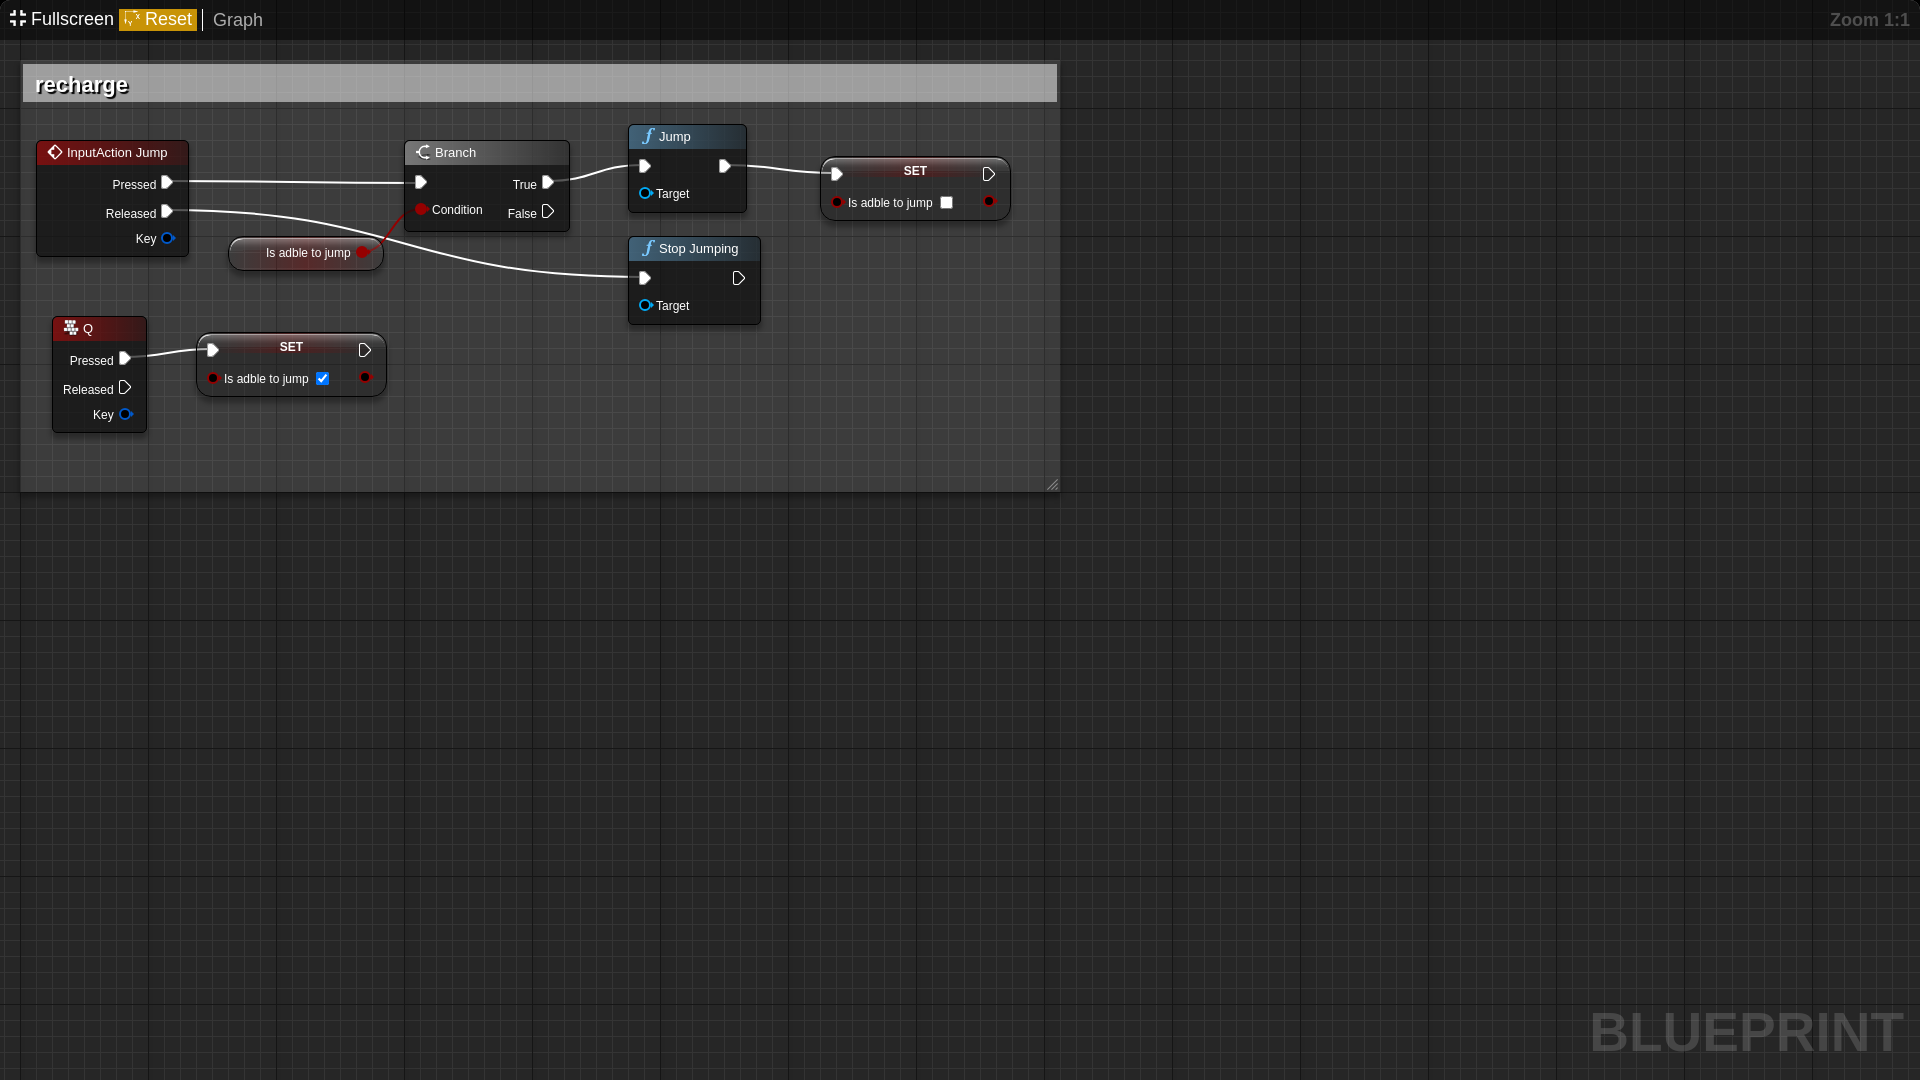 Fullscreen Reset Graph Zoom 1:1
recharge
InputAction Jump
Pressed
Released
Key
Is adble to jump
Branch
True
Condition False
Jump
Target
SET
Is adble to jump
Stop Jumping
Target
Q
Pressed
Released
Key
SET
Is adble to jump
BLUEPRINT